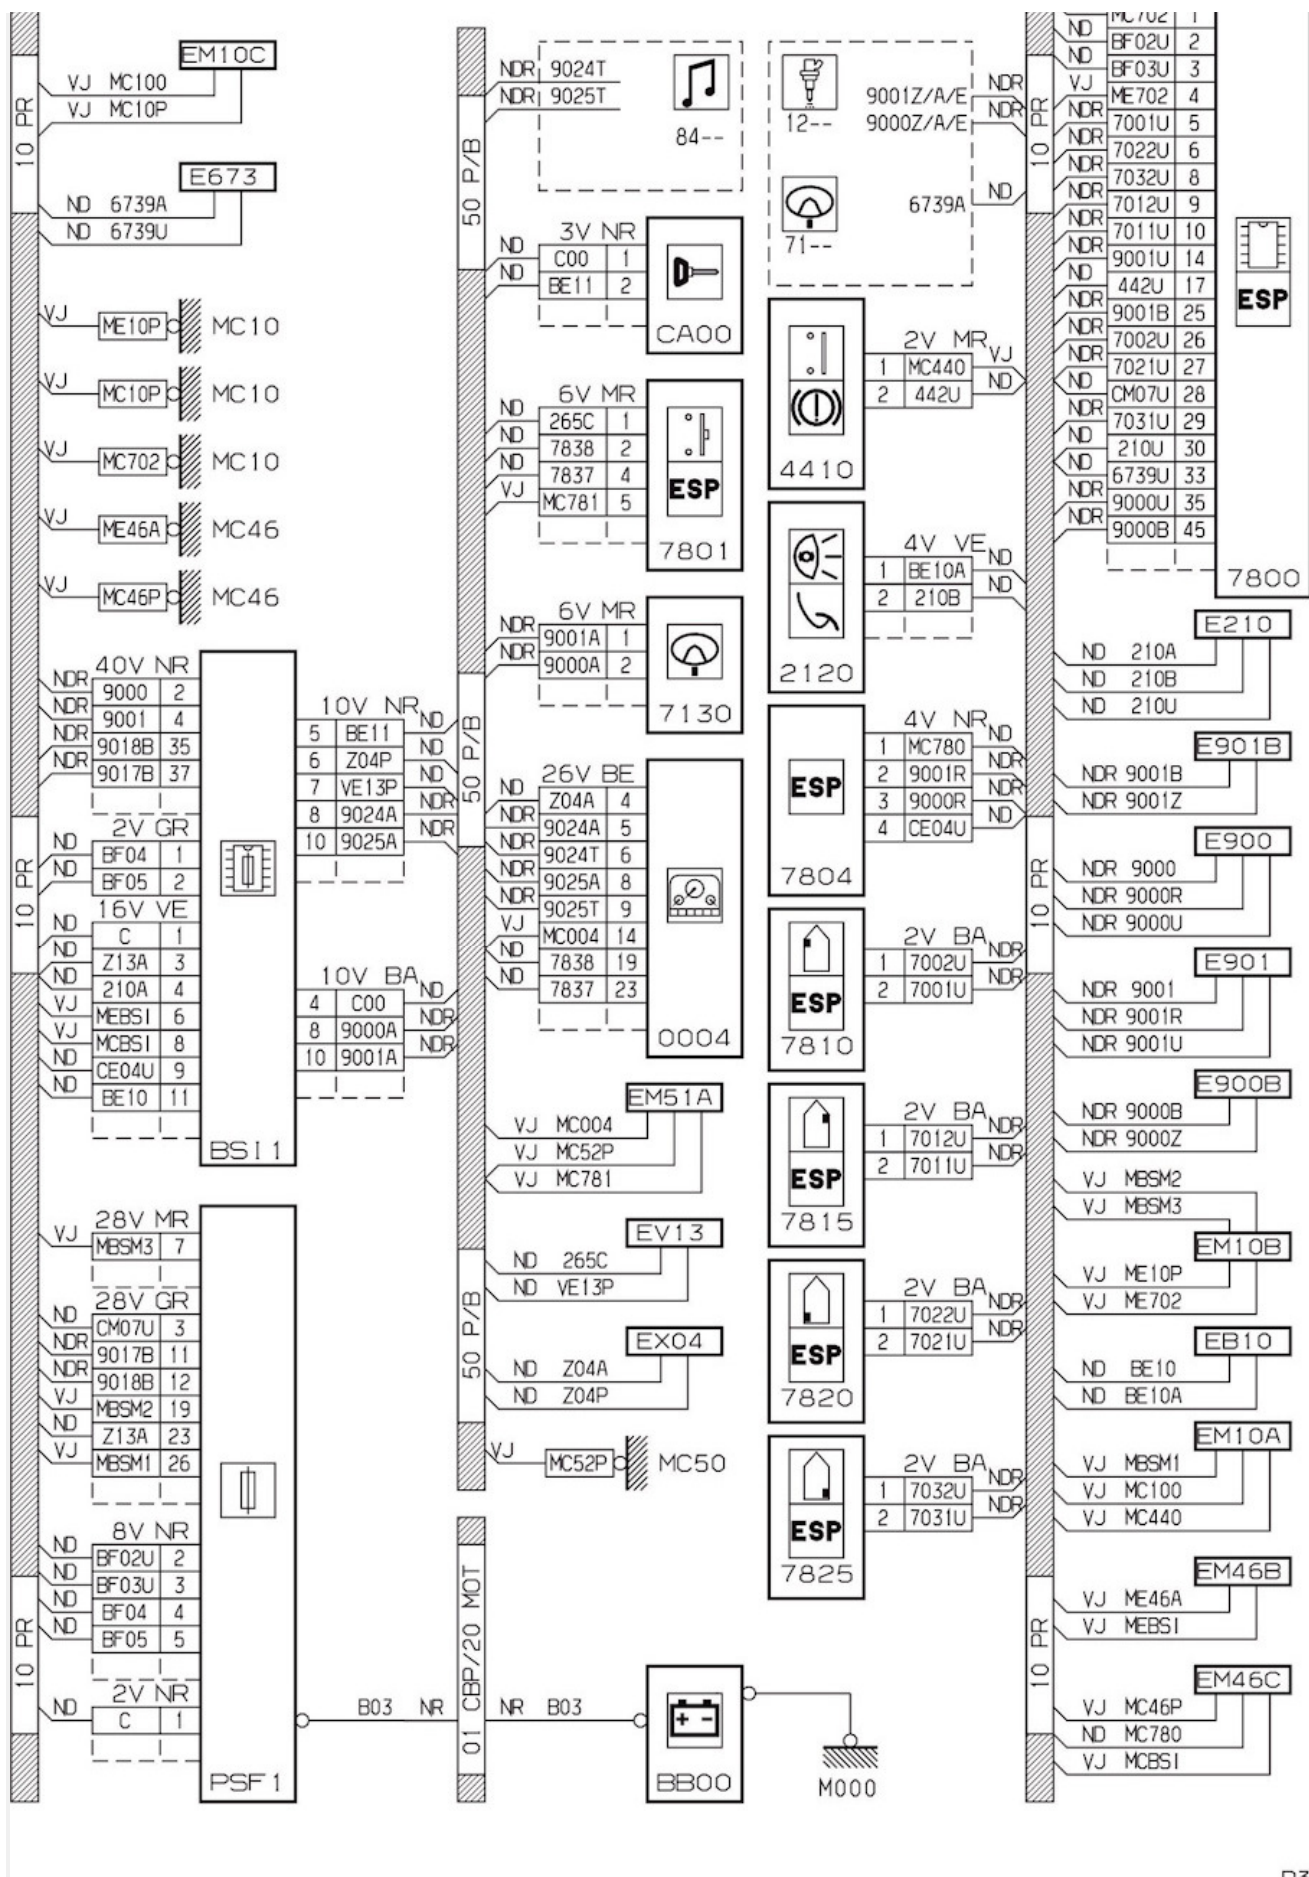 10 PR
EM10C
VJ MC100
VJ MC10P
E673
ND 6739A
ND 6739U
VJ ME10P MC10
VJ MC10P MC10
VJ MC702 MC10
VJ ME46A MC46
VJ MC46P MC46
40V NR
NDR 9000 2
NDR 9001 4
NDR 9018B 35
NDR 9017B 37
10 PR
2V GR
ND BF04 1
ND BF05 2
16V VE
ND C 1
ND Z13A 3
ND 210A 4
VJ MEBSI 6
VJ MCBSI 8
ND CE04U 9
ND BE10 11
10V NR
5 BE11 ND
6 Z04P ND
7 VE13P ND
8 9024A NDR
10 9025A NDR
10V BA
4 C00 ND
8 9000A NDR
10 9001A NDR
BSI1
28V MR
VJ MBSM3 7
28V GR
ND CM07U 3
NDR 9017B 11
NDR 9018B 12
VJ MBSM2 19
ND Z13A 23
VJ MBSM1 26
8V NR
ND BF02U 2
ND BF03U 3
ND BF04 4
ND BF05 5
10 PR
2V NR
ND C 1
PSF1
B03 NR
50 P/B
NDR 9024T
NDR 9025T
84--
3V NR
ND C00 1
ND BE11 2
CA00
6V MR
ND 265C 1
ND 7838 2
ND 7837 4
VJ MC781 5
ESP
7801
6V MR
NDR 9001A 1
NDR 9000A 2
7130
50 P/B
26V BE
ND Z04A 4
NDR 9024A 5
NDR 9024T 6
NDR 9025A 8
NDR 9025T 9
VJ MC004 14
ND 7838 19
ND 7837 23
0004
EM51A
VJ MC004
VJ MC52P
VJ MC781
EV13
ND 265C
ND VE13P
50 P/B
EX04
ND Z04A
ND Z04P
VJ MC52P MC50
01 CBP/20 MOT
NR B03
+ -
BB00
M000
12--
9001Z/A/E NDR
9000Z/A/E NDR
71--
6739A ND
2V MR
1 MC440 VJ
2 442U ND
4410
4V VE
1 BE10A ND
2 210B ND
2120
4V NR
1 MC780 ND
2 9001R NDR
3 9000R NDR
4 CE04U ND
ESP
7804
2V BA
1 7002U NDR
2 7001U NDR
ESP
7810
2V BA
1 7012U NDR
2 7011U NDR
ESP
7815
2V BA
1 7022U NDR
2 7021U NDR
ESP
7820
2V BA
1 7032U NDR
2 7031U NDR
ESP
7825
10 PR
MC702 1
ND BF02U 2
ND BF03U 3
VJ ME702 4
NDR 7001U 5
NDR 7022U 6
NDR 7032U 8
NDR 7012U 9
NDR 7011U 10
NDR 9001U 14
ND 442U 17
NDR 9001B 25
NDR 7002U 26
NDR 7021U 27
ND CM07U 28
NDR 7031U 29
ND 210U 30
ND 6739U 33
NDR 9000U 35
NDR 9000B 45
ESP
7800
E210
ND 210A
ND 210B
ND 210U
E901B
NDR 9001B
NDR 9001Z
10 PR
E900
NDR 9000
NDR 9000R
NDR 9000U
E901
NDR 9001
NDR 9001R
NDR 9001U
E900B
NDR 9000B
NDR 9000Z
VJ MBSM2
VJ MBSM3
EM10B
VJ ME10P
VJ ME702
EB10
ND BE10
ND BE10A
EM10A
VJ MBSM1
VJ MC100
VJ MC440
10 PR
EM46B
VJ ME46A
VJ MEBSI
EM46C
VJ MC46P
ND MC780
VJ MCBSI